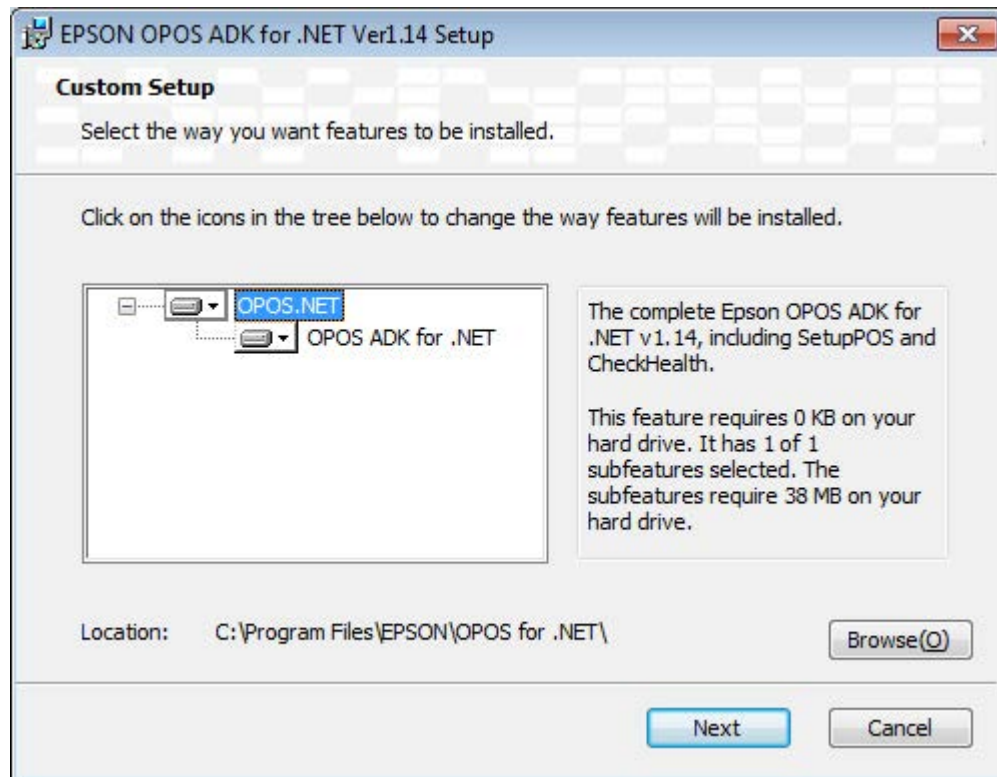 EPSON OPOS ADK for .NET Ver1.14 Setup
Custom Setup
Select the way you want features to be installed.
Click on the icons in the tree below to change the way features will be installed.
OPOS.NET
OPOS ADK for .NET
The complete Epson OPOS ADK for
.NET v1.14, including SetupPOS and
CheckHealth.
This feature requires 0 KB on your
hard drive. It has 1 of 1
subfeatures selected. The
subfeatures require 38 MB on your
hard drive.
Location: C:\Program Files\EPSON\OPOS for .NET\
Browse(O)
Next Cancel